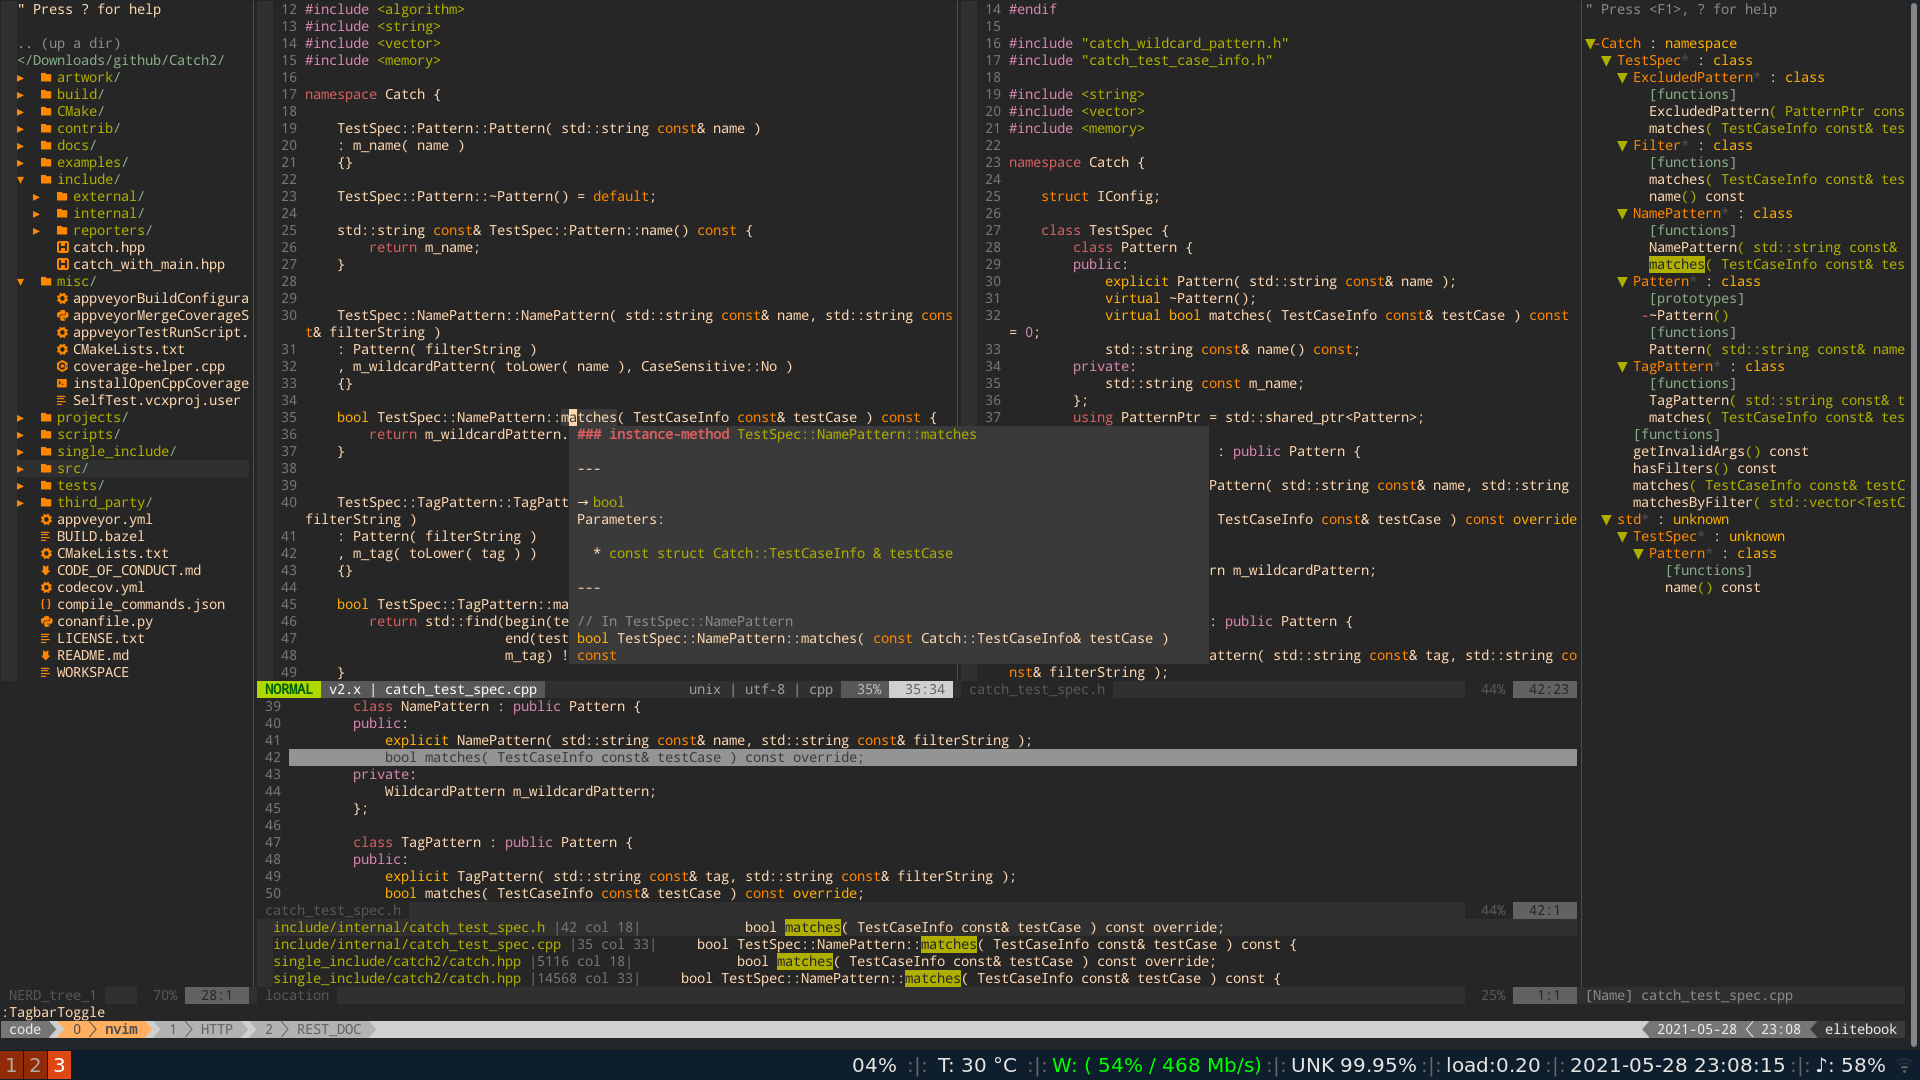 " Press ? for help
.. (up a dir)
</Downloads/github/Catch2/
artwork/
build/
CMake/
contrib/
docs/
examples/
include/
external/
internal/
reporters/
catch.hpp
catch_with_main.hpp
misc/
appveyorBuildConfigura
appveyorMergeCoverageS
appveyorTestRunScript.
CMakeLists.txt
coverage-helper.cpp
installOpenCppCoverage
SelfTest.vcxproj.user
projects/
scripts/
single_include/
src/
tests/
third_party/
appveyor.yml
BUILD.bazel
CMakeLists.txt
CODE_OF_CONDUCT.md
codecov.yml
compile_commands.json
conanfile.py
LICENSE.txt
README.md
WORKSPACE
NERD_tree_1 70% 28:1
12 #include <algorithm>
13 #include <string>
14 #include <vector>
15 #include <memory>
16
17 namespace Catch {
18
19 TestSpec::Pattern::Pattern( std::string const& name )
20 : m_name( name )
21 {}
22
23 TestSpec::Pattern::~Pattern() = default;
24
25 std::string const& TestSpec::Pattern::name() const {
26 return m_name;
27 }
28
29
30 TestSpec::NamePattern::NamePattern( std::string const& name, std::string cons
t& filterString )
31 : Pattern( filterString )
32 , m_wildcardPattern( toLower( name ), CaseSensitive::No )
33 {}
34
35 bool TestSpec::NamePattern::matches( TestCaseInfo const& testCase ) const {
36 return m_wildcardPattern.
37 }
38
39
40 TestSpec::TagPattern::TagPatt
filterString )
41 : Pattern( filterString )
42 , m_tag( toLower( tag ) )
43 {}
44
45 bool TestSpec::TagPattern::ma
46 return std::find(begin(te
47 end(test
48 m_tag) !
49 }
### instance-method TestSpec::NamePattern::matches
---
→ bool
Parameters:
* const struct Catch::TestCaseInfo & testCase
---
// In TestSpec::NamePattern
bool TestSpec::NamePattern::matches( const Catch::TestCaseInfo& testCase )
const
NORMAL v2.x | catch_test_spec.cpp unix | utf-8 | cpp 35% 35:34
14 #endif
15
16 #include "catch_wildcard_pattern.h"
17 #include "catch_test_case_info.h"
18
19 #include <string>
20 #include <vector>
21 #include <memory>
22
23 namespace Catch {
24
25 struct IConfig;
26
27 class TestSpec {
28 class Pattern {
29 public:
30 explicit Pattern( std::string const& name );
31 virtual ~Pattern();
32 virtual bool matches( TestCaseInfo const& testCase ) const
= 0;
33 std::string const& name() const;
34 private:
35 std::string const m_name;
36 };
37 using PatternPtr = std::shared_ptr<Pattern>;
: public Pattern {
Pattern( std::string const& name, std::string
TestCaseInfo const& testCase ) const override
rn m_wildcardPattern;
: public Pattern {
attern( std::string const& tag, std::string co
nst& filterString );
catch_test_spec.h 44% 42:23
39 class NamePattern : public Pattern {
40 public:
41 explicit NamePattern( std::string const& name, std::string const& filterString );
42 bool matches( TestCaseInfo const& testCase ) const override;
43 private:
44 WildcardPattern m_wildcardPattern;
45 };
46
47 class TagPattern : public Pattern {
48 public:
49 explicit TagPattern( std::string const& tag, std::string const& filterString );
50 bool matches( TestCaseInfo const& testCase ) const override;
catch_test_spec.h 44% 42:1
include/internal/catch_test_spec.h |42 col 18| bool matches( TestCaseInfo const& testCase ) const override;
include/internal/catch_test_spec.cpp |35 col 33| bool TestSpec::NamePattern::matches( TestCaseInfo const& testCase ) const {
single_include/catch2/catch.hpp |5116 col 18| bool matches( TestCaseInfo const& testCase ) const override;
single_include/catch2/catch.hpp |14568 col 33| bool TestSpec::NamePattern::matches( TestCaseInfo const& testCase ) const {
location 25% 1:1
" Press <F1>, ? for help
▼-Catch : namespace
▼ TestSpec* : class
▼ ExcludedPattern* : class
[functions]
ExcludedPattern( PatternPtr cons
matches( TestCaseInfo const& tes
▼ Filter* : class
[functions]
matches( TestCaseInfo const& tes
name() const
▼ NamePattern* : class
[functions]
NamePattern( std::string const&
matches( TestCaseInfo const& tes
▼ Pattern* : class
[prototypes]
-~Pattern()
[functions]
Pattern( std::string const& name
▼ TagPattern* : class
[functions]
TagPattern( std::string const& t
matches( TestCaseInfo const& tes
[functions]
getInvalidArgs() const
hasFilters() const
matches( TestCaseInfo const& testC
matchesByFilter( std::vector<TestC
▼ std* : unknown
▼ TestSpec* : unknown
▼ Pattern* : class
[functions]
name() const
[Name] catch_test_spec.cpp
:TagbarToggle
code 0 nvim 1 HTTP 2 REST_DOC 2021-05-28 23:08 elitebook
1 2 3 04% :|: T: 30 °C :|: W: ( 54% / 468 Mb/s) :|: UNK 99.95% :|: load:0.20 :|: 2021-05-28 23:08:15 :|: ♪: 58%